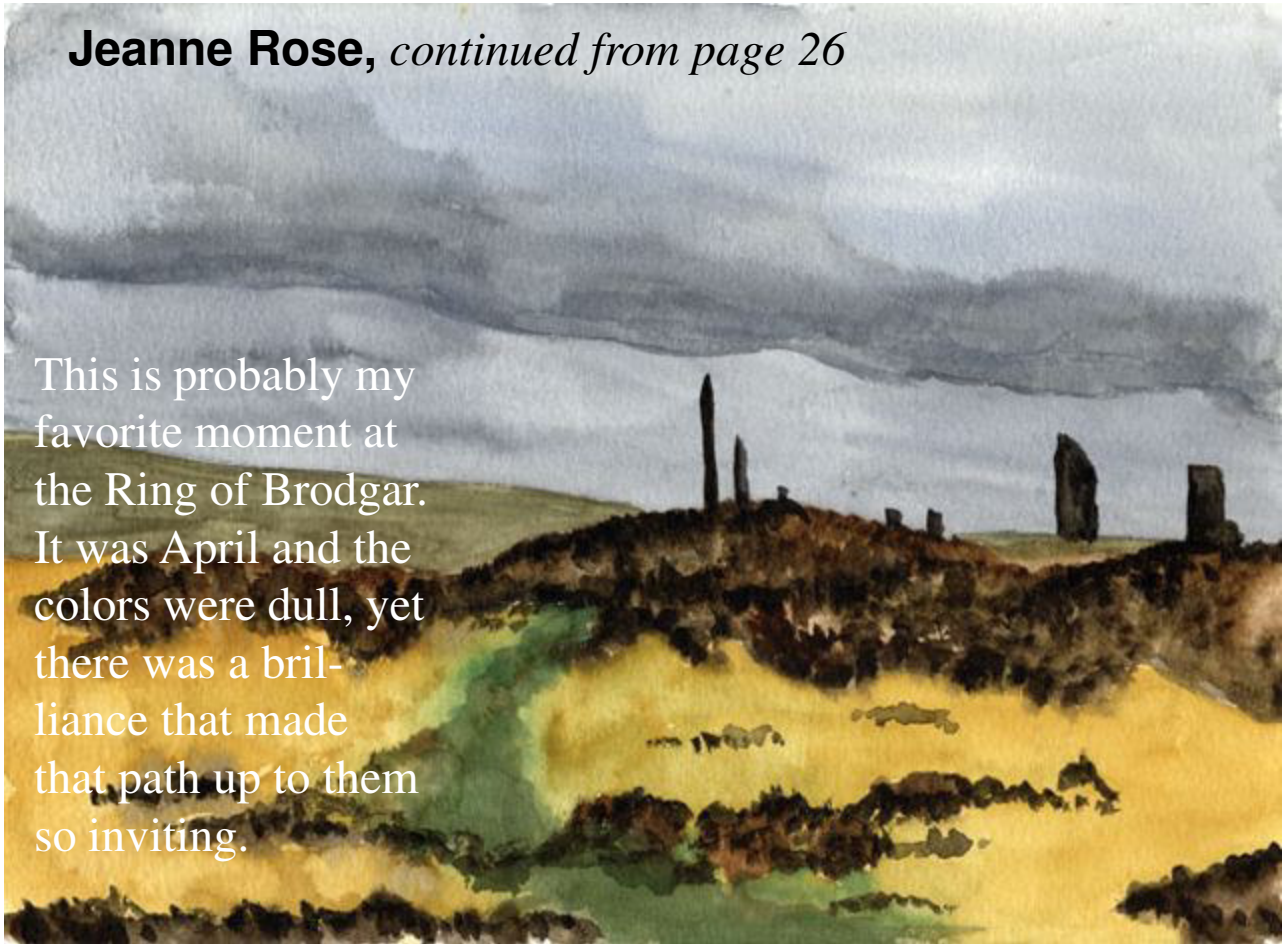 Jeanne Rose, continued from page 26
This is probably my
favorite moment at
the Ring of Brodgar.
It was April and the
colors were dull, yet
there was a bril-
liance that made
that path up to them
so inviting.